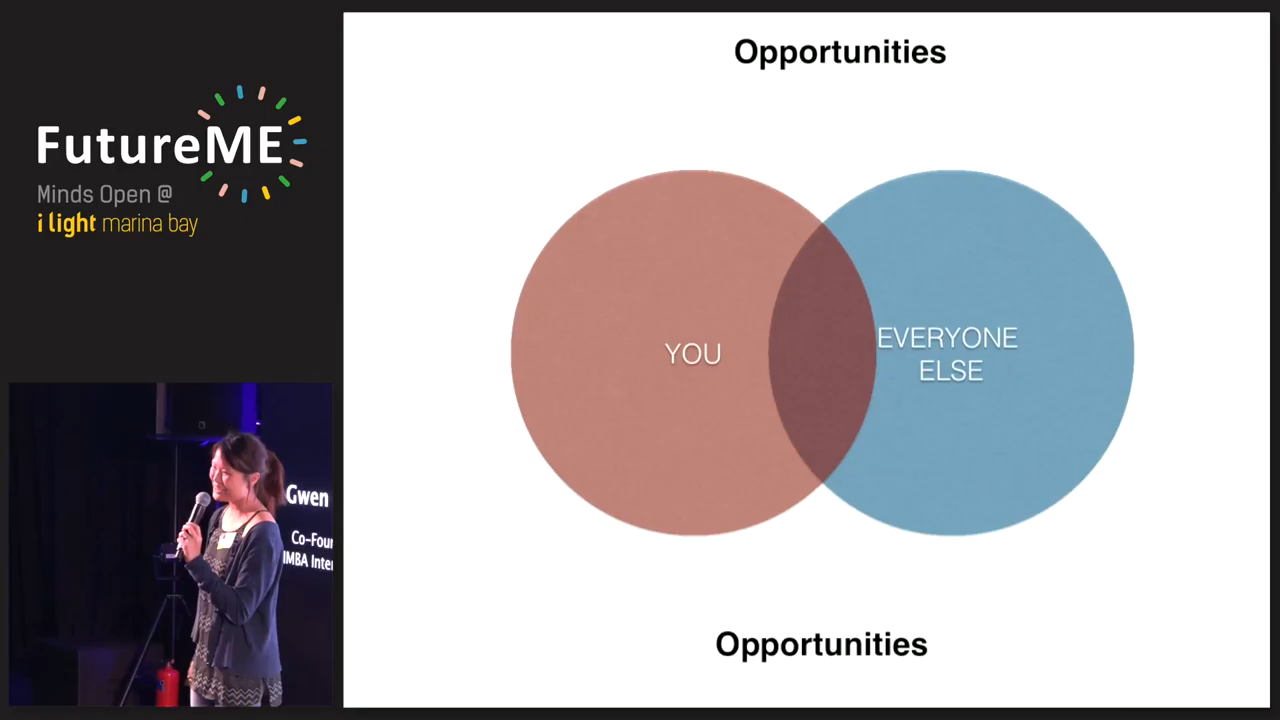 FutureME
Minds Open @
i light marina bay
Gwen
Co-Foun
IMBA Inter
Opportunities
YOU
EVERYONE
ELSE
Opportunities